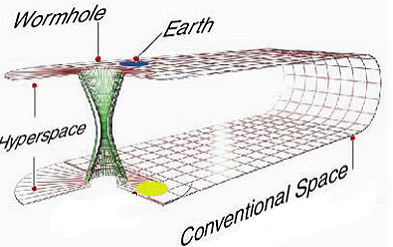 Wormhole
Earth
Hyperspace
Conventional Space